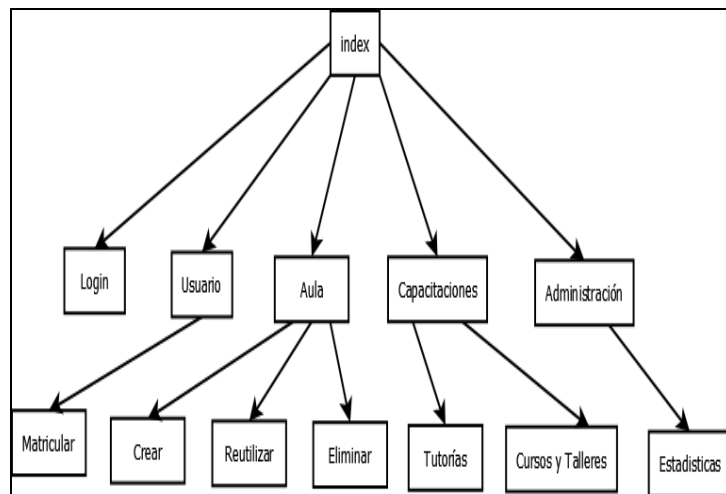 index
Login
Usuario
Aula
Capacitaciones
Administración
Matricular
Crear
Reutilizar
Eliminar
Tutorías
Cursos y Talleres
Estadisticas